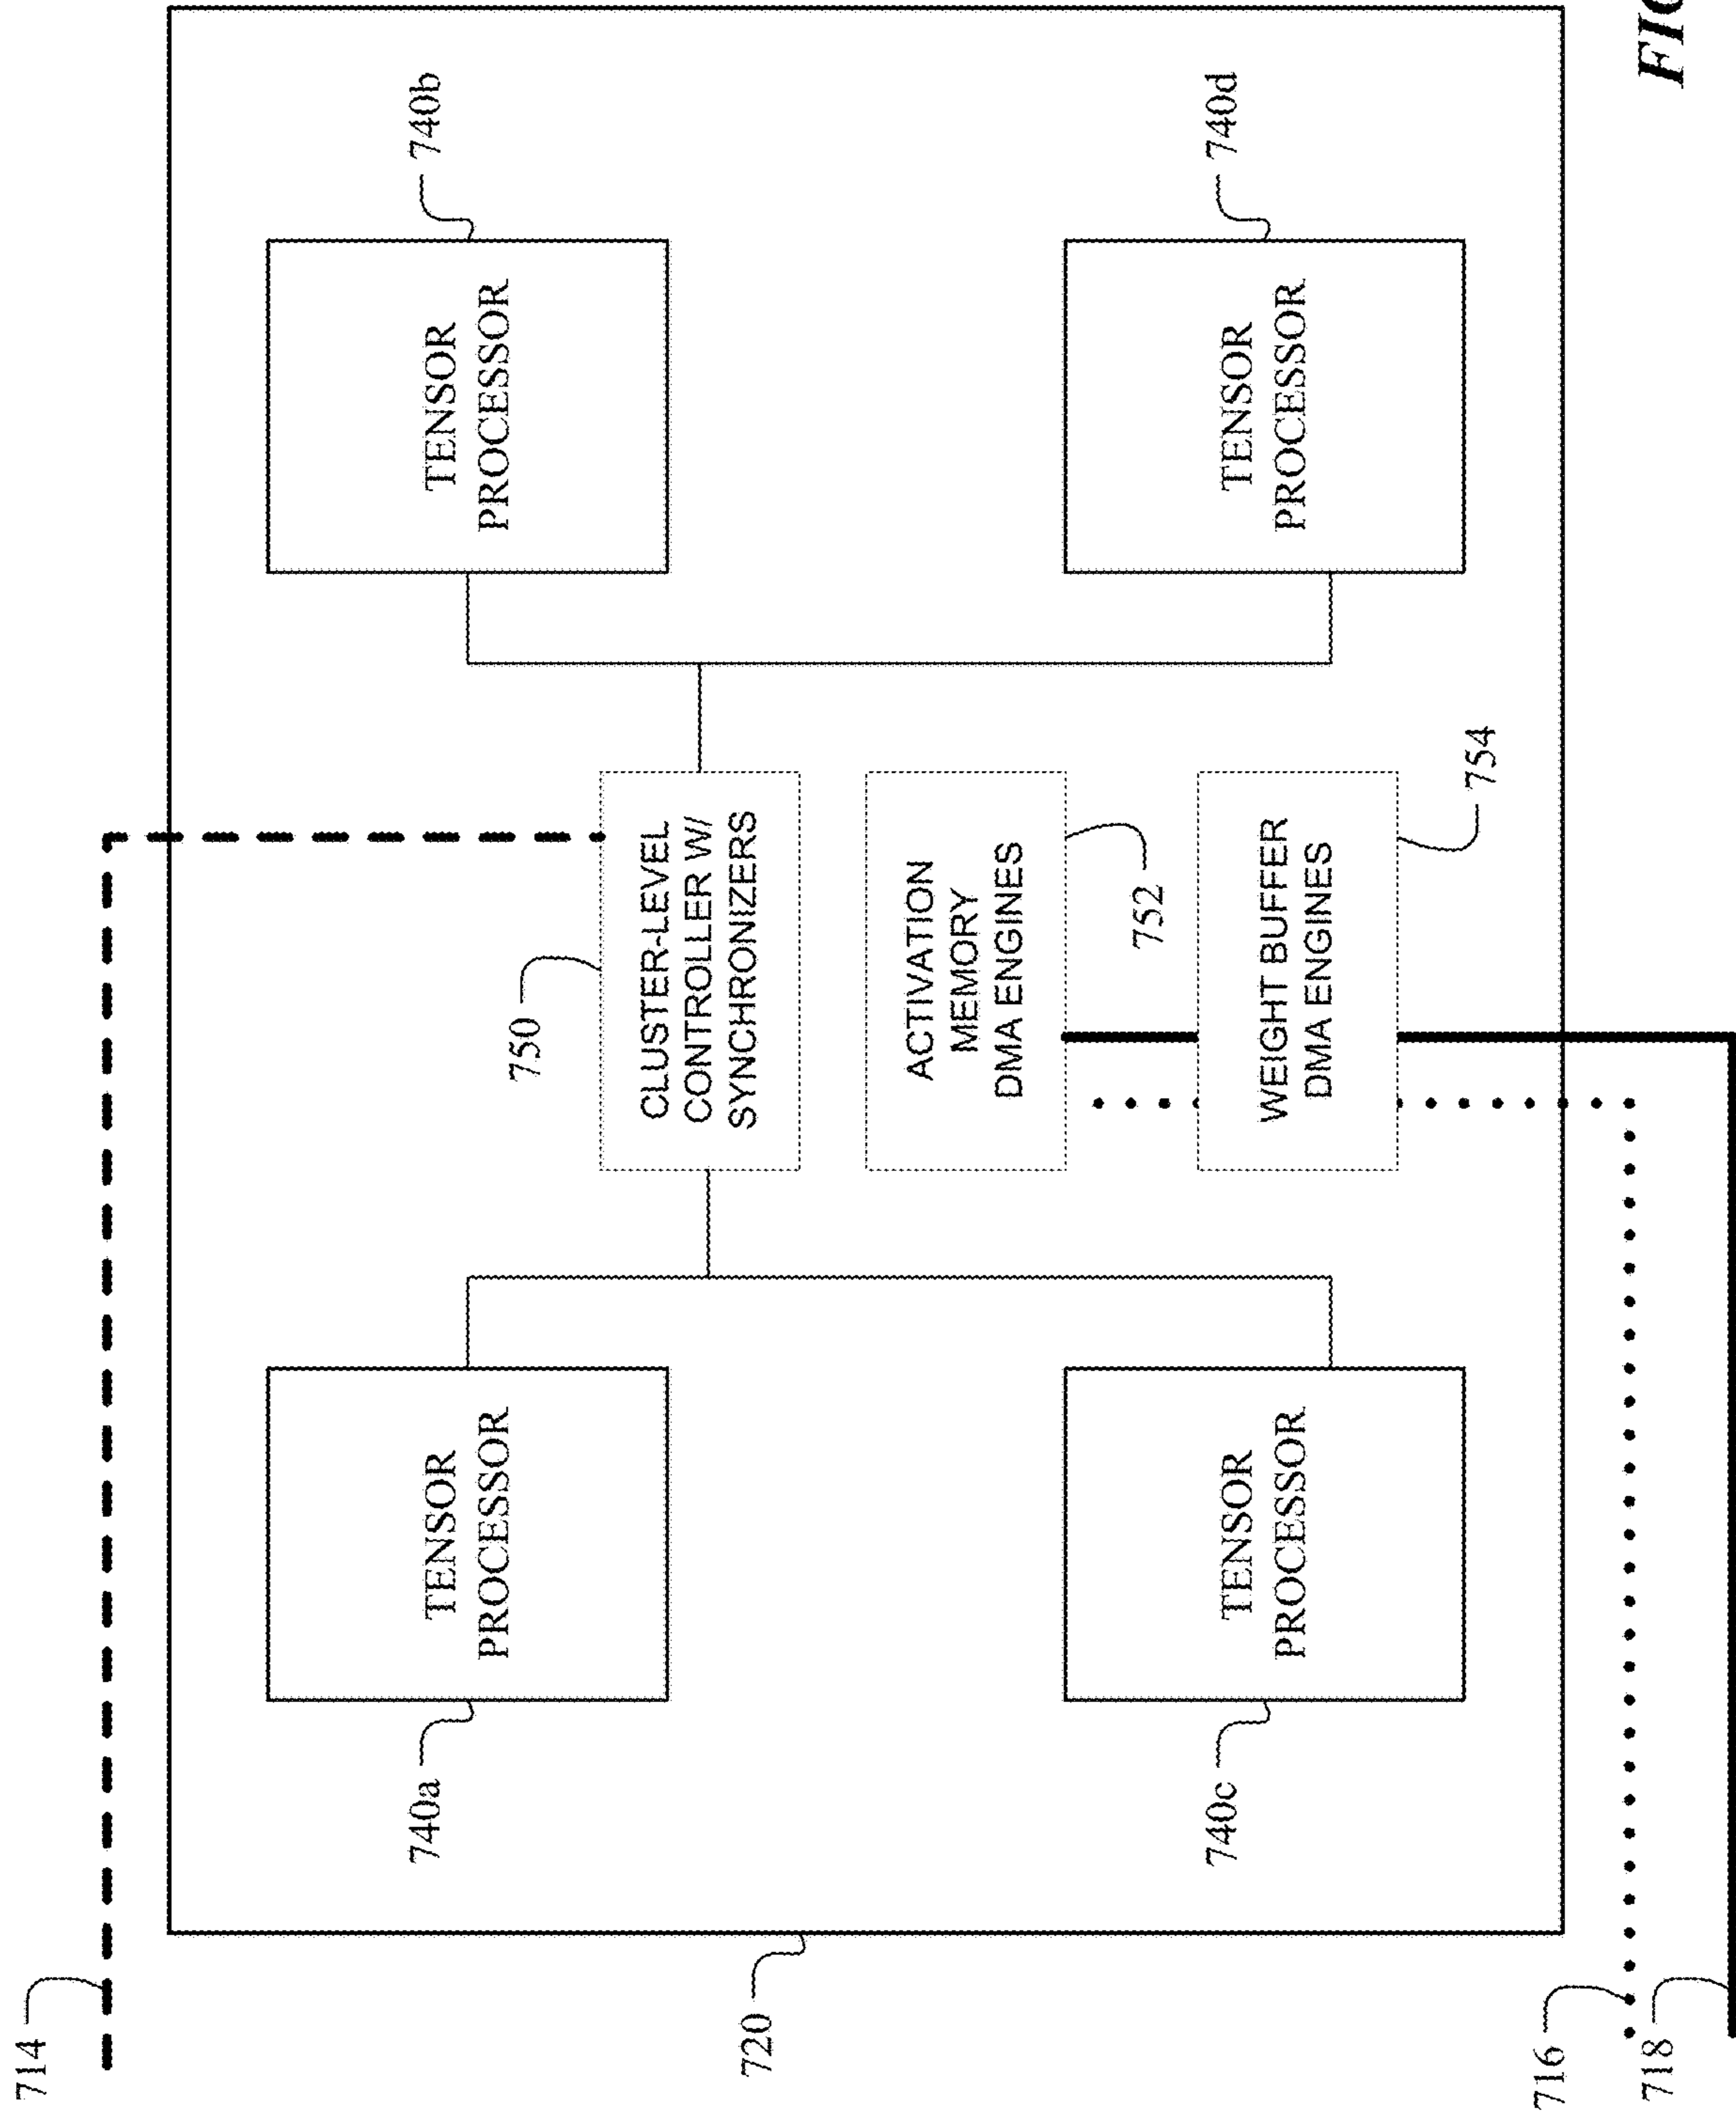 714
720
740a
TENSOR
PROCESSOR
740b
TENSOR
PROCESSOR
750
CLUSTER-LEVEL
CONTROLLER W/
SYNCHRONIZERS
ACTIVATION
MEMORY
DMA ENGINES
752
WEIGHT BUFFER
DMA ENGINES
754
740c
TENSOR
PROCESSOR
740d
TENSOR
PROCESSOR
716
718